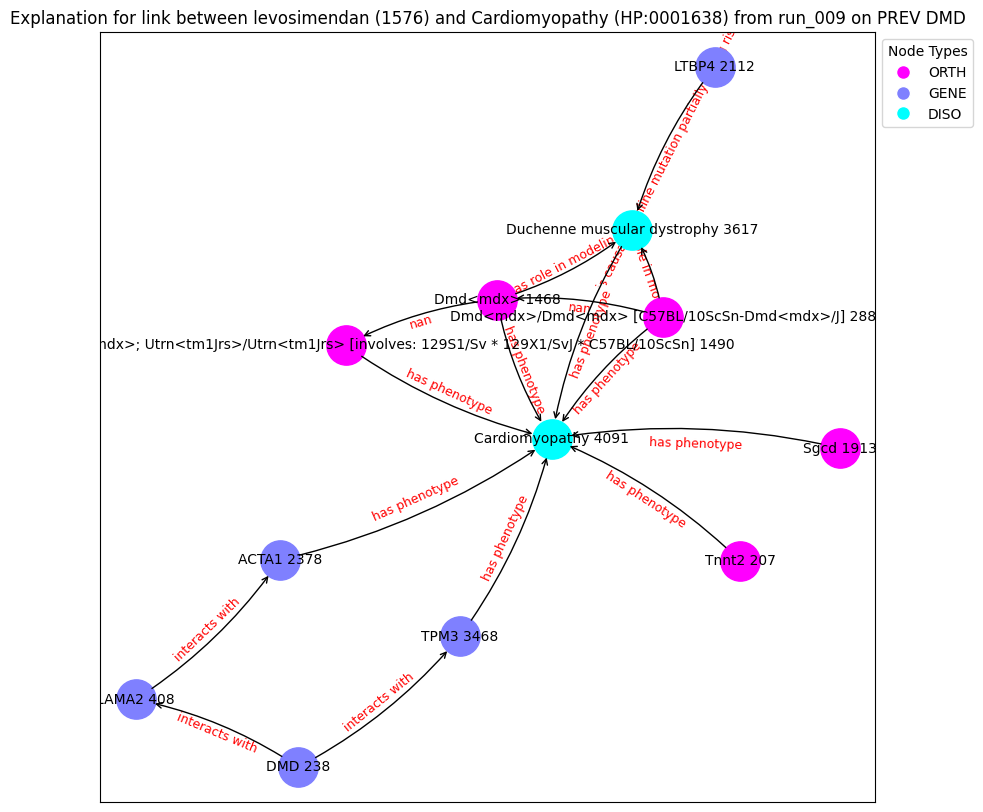 Explanation for link between levosimendan (1576) and Cardiomyopathy (HP:0001638) from run_009 on PREV DMD
Node Types
ORTH
GENE
DISO
LTBP4 2112
line mutation partially ris
Duchenne muscular dystrophy 3617
as role in modelin
Dmd<mdx> 1468
nan
Dmd<mdx>/Dmd<mdx> [C57BL/10ScSn-Dmd<mdx>/J] 288
nan
has phenotype
mdx>; Utrn<tm1Jrs>/Utrn<tm1Jrs> [involves: 129S1/Sv * 129X1/SvJ * C57BL/10ScSn] 1490
has phenotype
has phenotype
has phenotype
Cardiomyopathy 4091
has phenotype
Sgcd 1913
has phenotype
has phenotype
has phenotype
ACTA1 2378
Tnnt2 207
interacts with
TPM3 3468
interacts with
LAMA2 408
interacts with
DMD 238